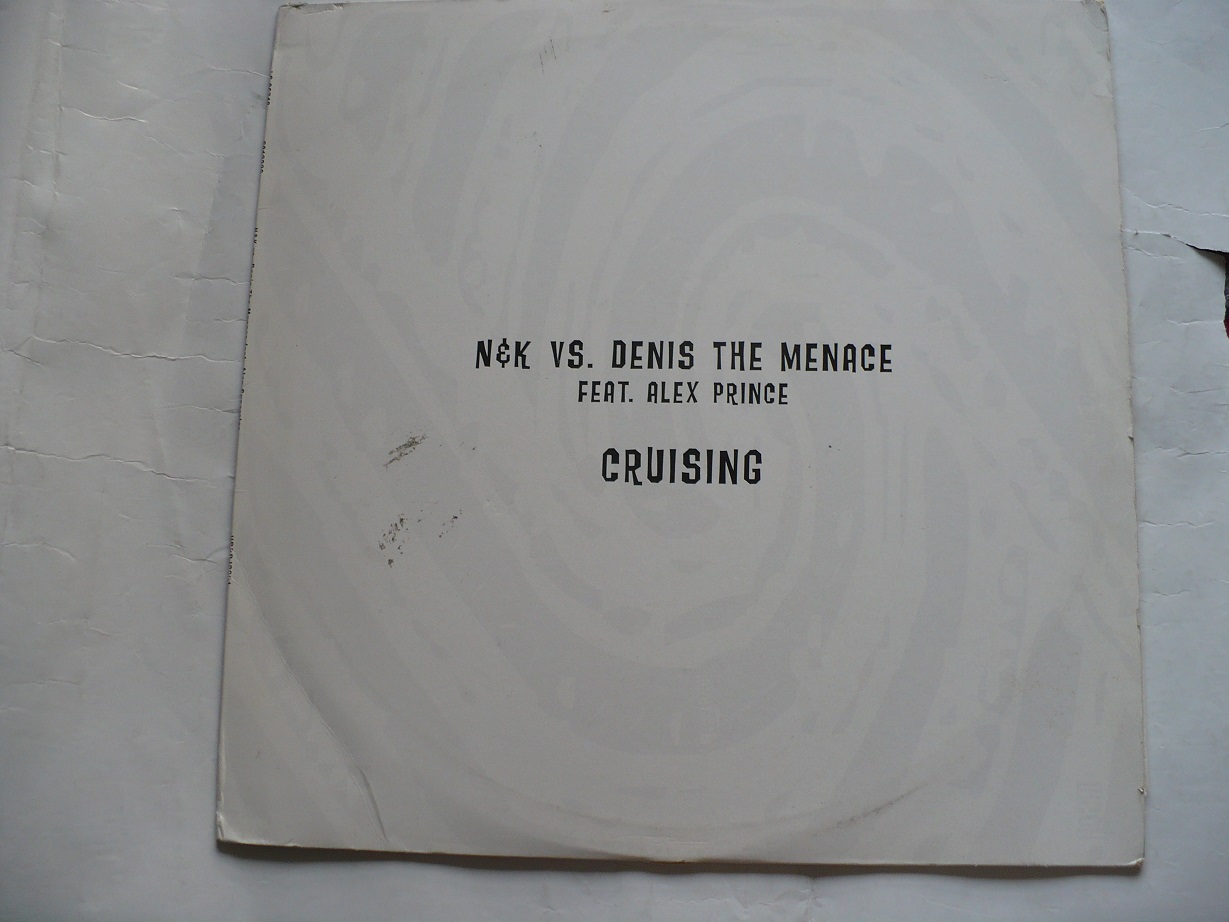 N&K VS. DENIS THE MENACE
FEAT. ALEX PRINCE
CRUISING